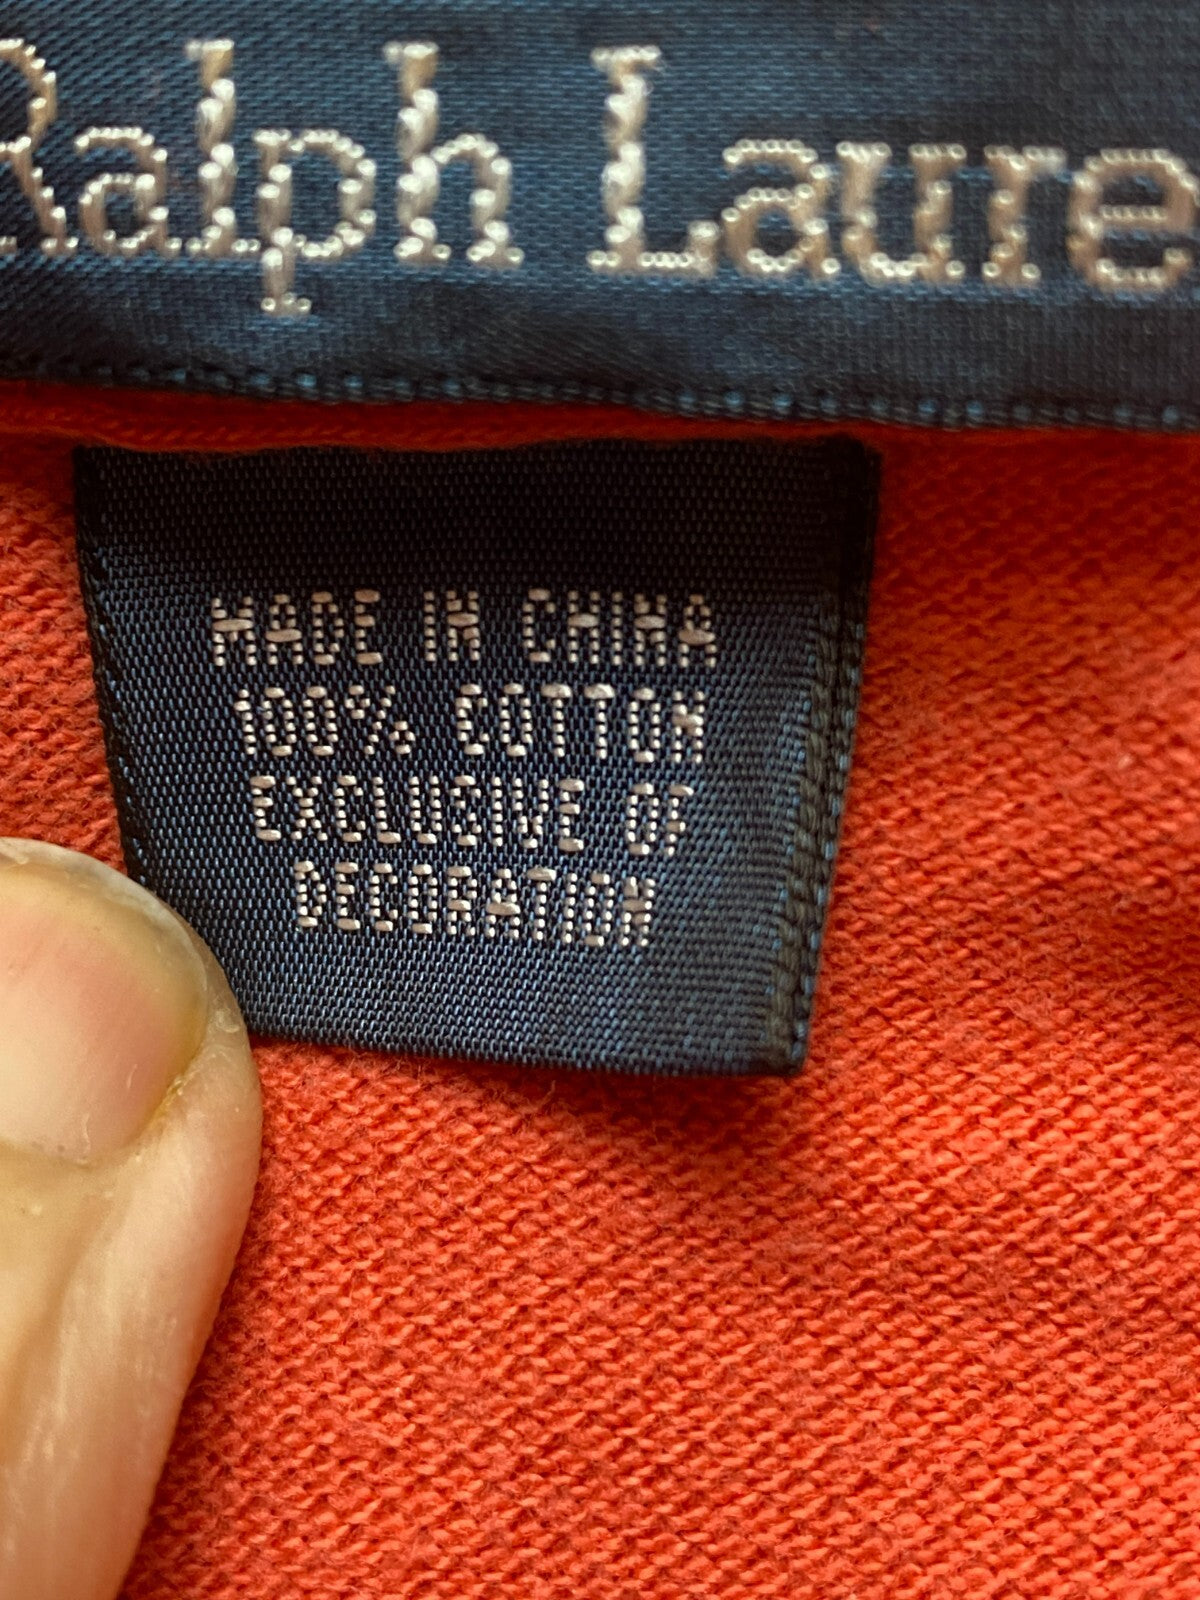 Ralph Laure
MADE IN CHINA
100% COTTON
EXCLUSIVE OF
DECORATION